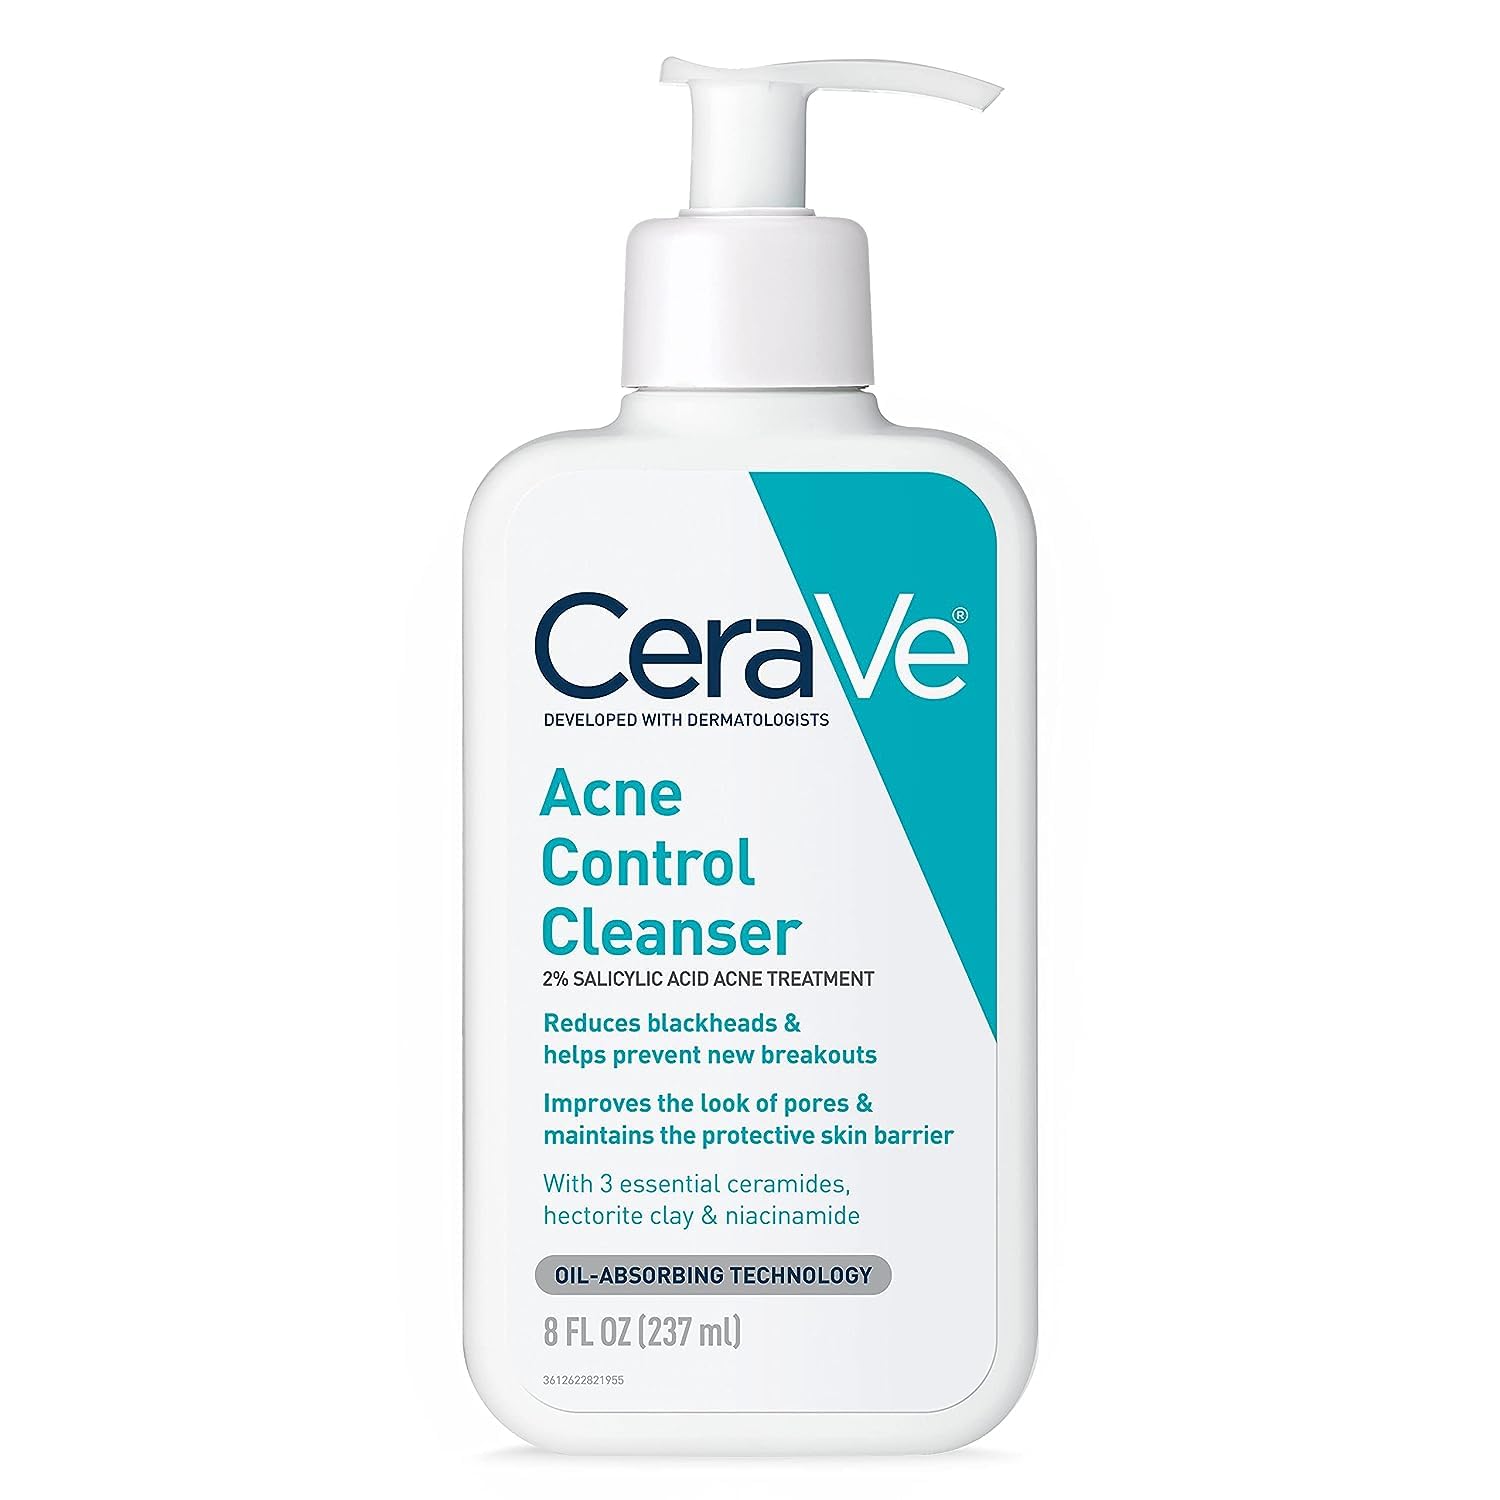 CeraVe®
DEVELOPED WITH DERMATOLOGISTS
Acne
Control
Cleanser
2% SALICYLIC ACID ACNE TREATMENT
Reduces blackheads &
helps prevent new breakouts
Improves the look of pores &
maintains the protective skin barrier
With 3 essential ceramides,
hectorite clay & niacinamide
OIL-ABSORBING TECHNOLOGY
8 FL OZ (237 ml)
3612622821955